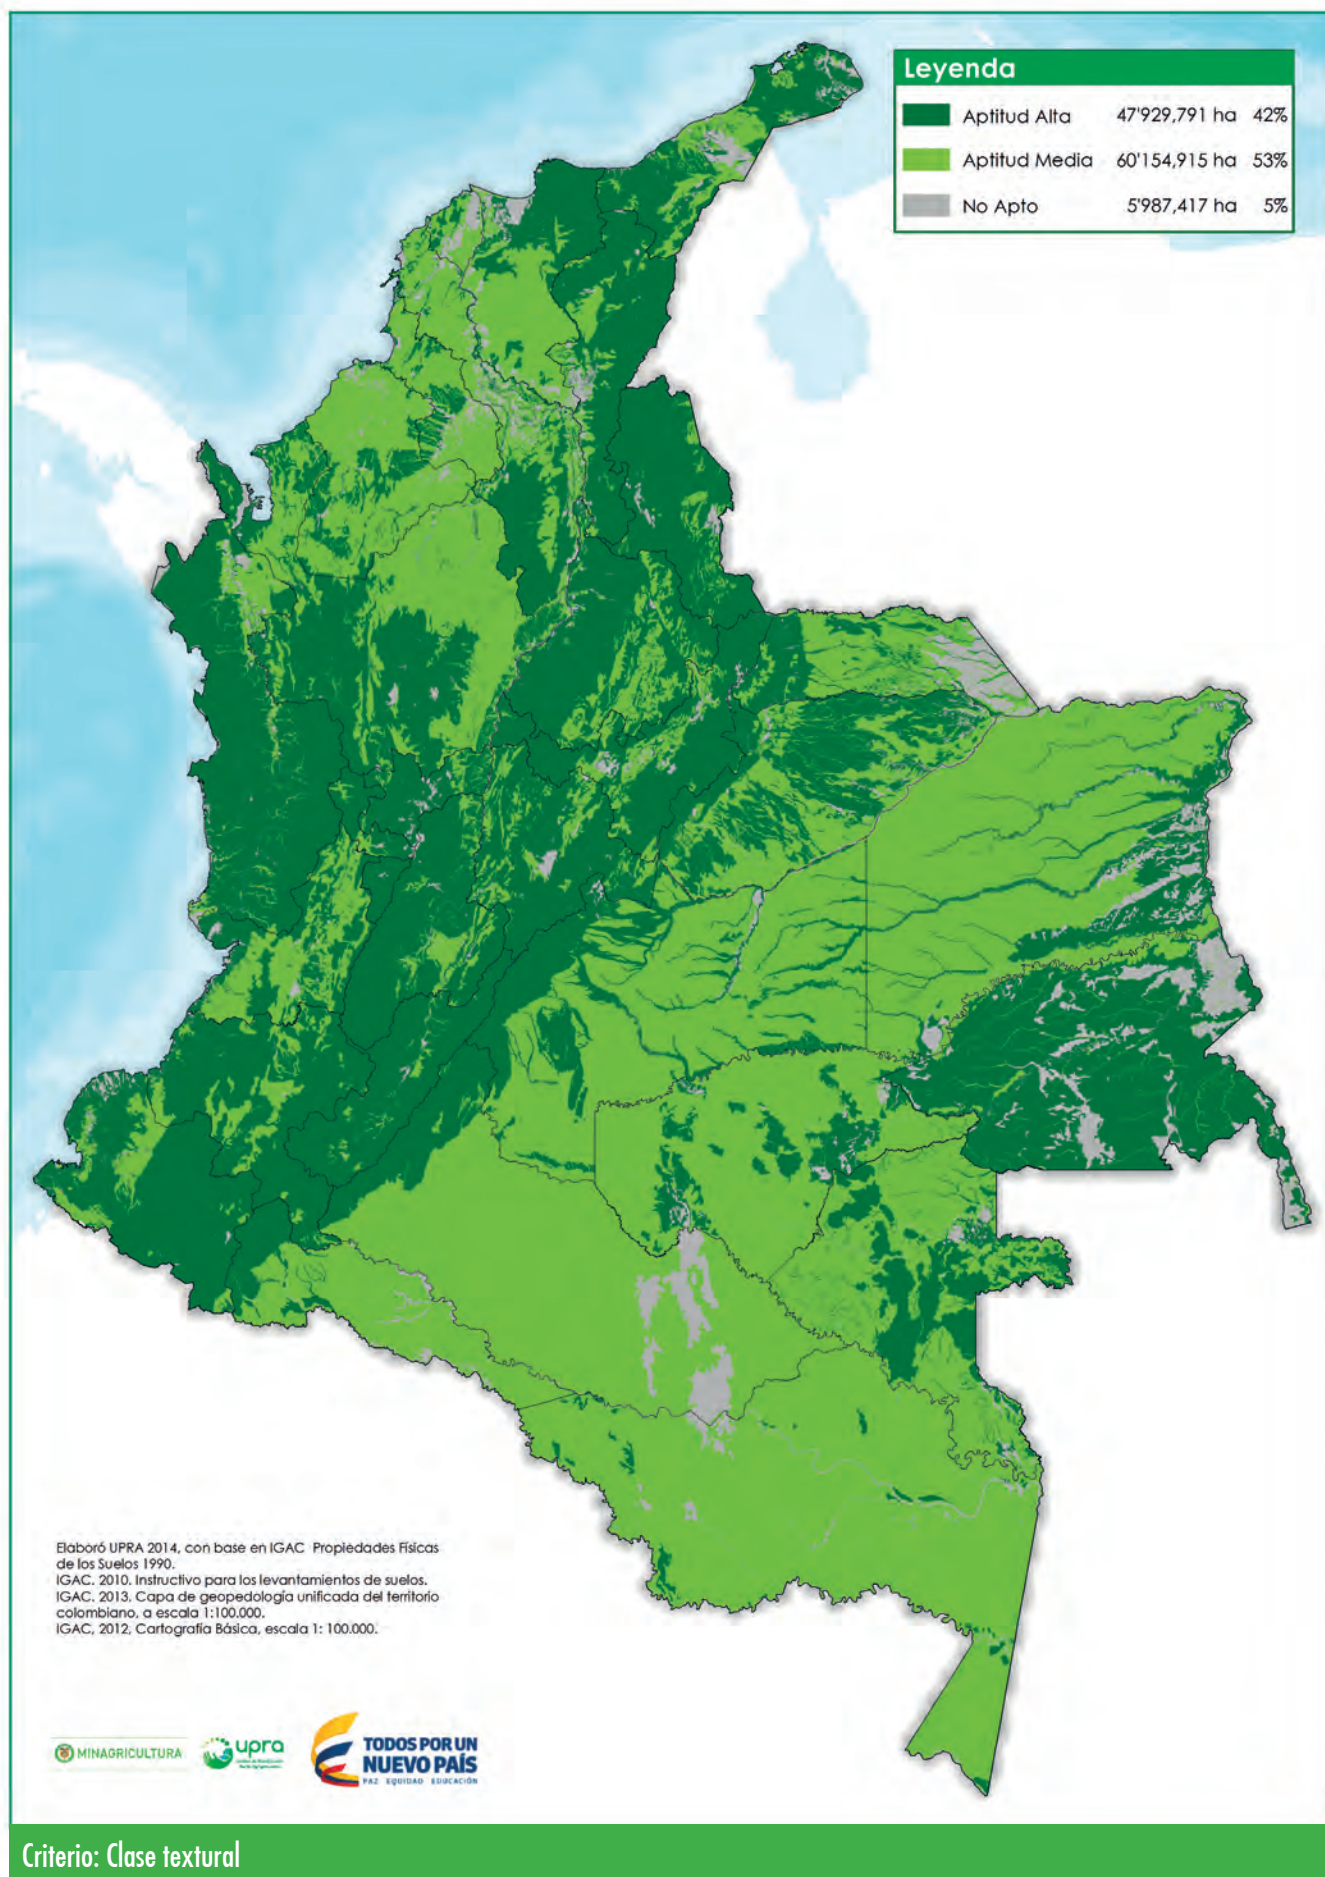 Leyenda
Aptitud Alta 47'929,791 ha 42%
Aptitud Media 60'154,915 ha 53%
No Apto 5'987,417 ha 5%
Elaboró UPRA 2014, con base en IGAC Propiedades Físicas
de los Suelos 1990.
IGAC. 2010. Instructivo para los levantamientos de suelos.
IGAC. 2013. Capa de geopedología unificada del territorio
colombiano, a escala 1:100.000.
IGAC, 2012, Cartografía Básica, escala 1: 100.000.
MINAGRICULTURA
upra
TODOS POR UN
NUEVO PAÍS
PAZ EQUIDAD EDUCACIÓN
Criterio: Clase textural